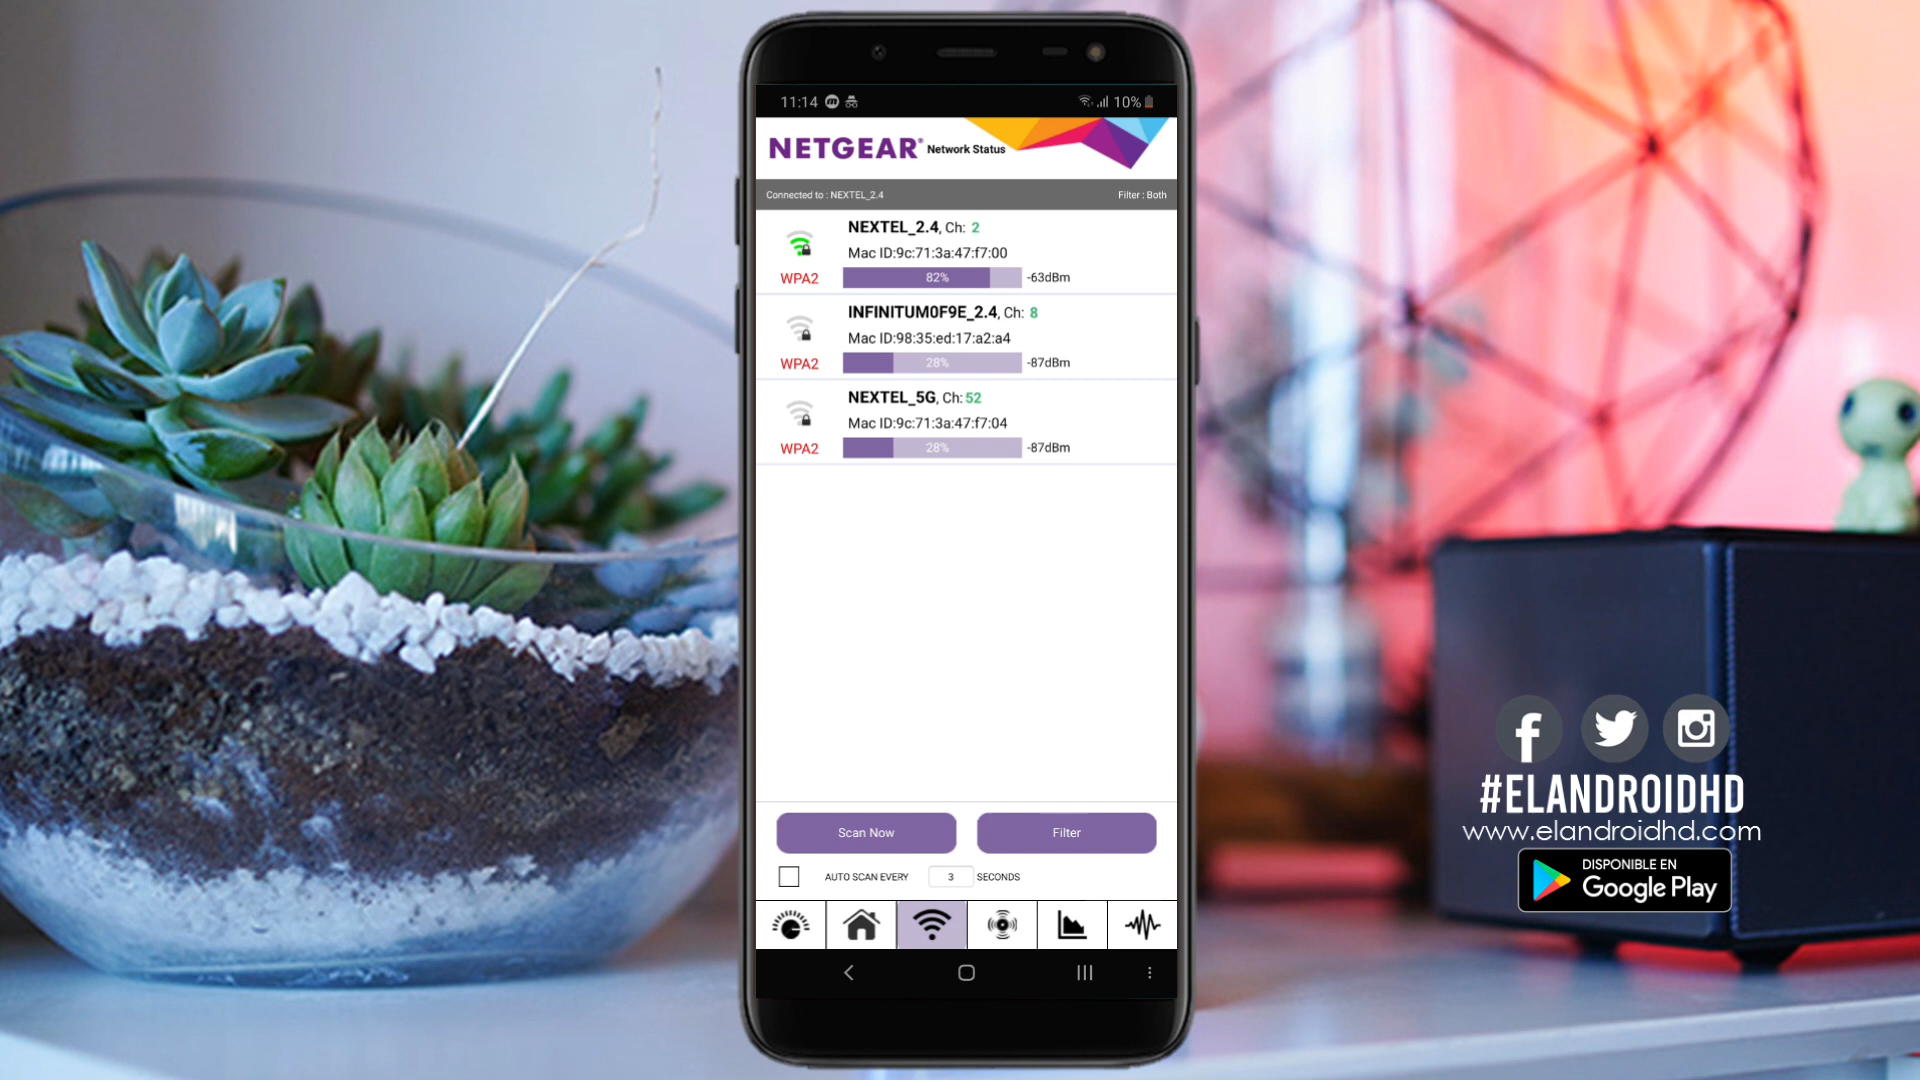 11:14
10%
NETGEAR® Network Status
Connected to : NEXTEL_2.4
Filter : Both
NEXTEL_2.4, Ch: 2
Mac ID:9c:71:3a:47:f7:00
WPA2
82%
-63dBm
INFINITUM0F9E_2.4, Ch: 8
Mac ID:98:35:ed:17:a2:a4
WPA2
28%
-87dBm
NEXTEL_5G, Ch: 52
Mac ID:9c:71:3a:47:f7:04
WPA2
28%
-87dBm
Scan Now
Filter
AUTO SCAN EVERY 3 SECONDS
#ELANDROIDHD
www.elandroidhd.com
DISPONIBLE EN
Google Play